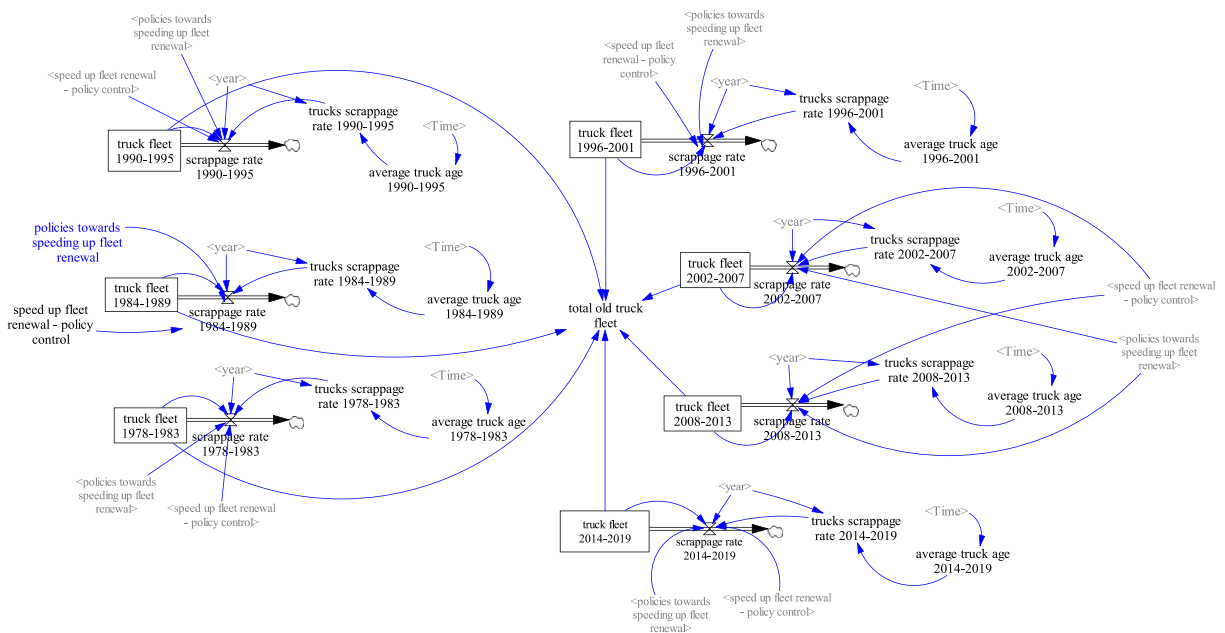 <policies towards
speeding up fleet
renewal>
<speed up fleet renewal
- policy control>
<year>
trucks scrappage
rate 1990-1995
<Time>
truck fleet
1990-1995
scrappage rate
1990-1995
average truck age
1990-1995
policies towards
speeding up fleet
renewal
<year>
<Time>
trucks scrappage
rate 1984-1989
truck fleet
1984-1989
scrappage rate
1984-1989
average truck age
1984-1989
speed up fleet
renewal - policy
control
<year>
<Time>
trucks scrappage
rate 1978-1983
truck fleet
1978-1983
scrappage rate
1978-1983
average truck age
1978-1983
<policies towards
speeding up fleet
renewal>
<speed up fleet renewal
- policy control>
total old truck
fleet
<policies towards
speeding up fleet
renewal>
<speed up fleet
renewal - policy
control>
<year>
<Time>
trucks scrappage
rate 1996-2001
truck fleet
1996-2001
scrappage rate
1996-2001
average truck age
1996-2001
<year>
<Time>
trucks scrappage
rate 2002-2007
truck fleet
2002-2007
scrappage rate
2002-2007
average truck age
2002-2007
<speed up fleet renewal
- policy control>
<policies towards
speeding up fleet
renewal>
<year>
<Time>
trucks scrappage
rate 2008-2013
truck fleet
2008-2013
scrappage rate
2008-2013
average truck age
2008-2013
<year>
<Time>
trucks scrappage
rate 2014-2019
truck fleet
2014-2019
scrappage rate
2014-2019
average truck age
2014-2019
<policies towards
speeding up fleet
renewal>
<speed up fleet renewal
- policy control>